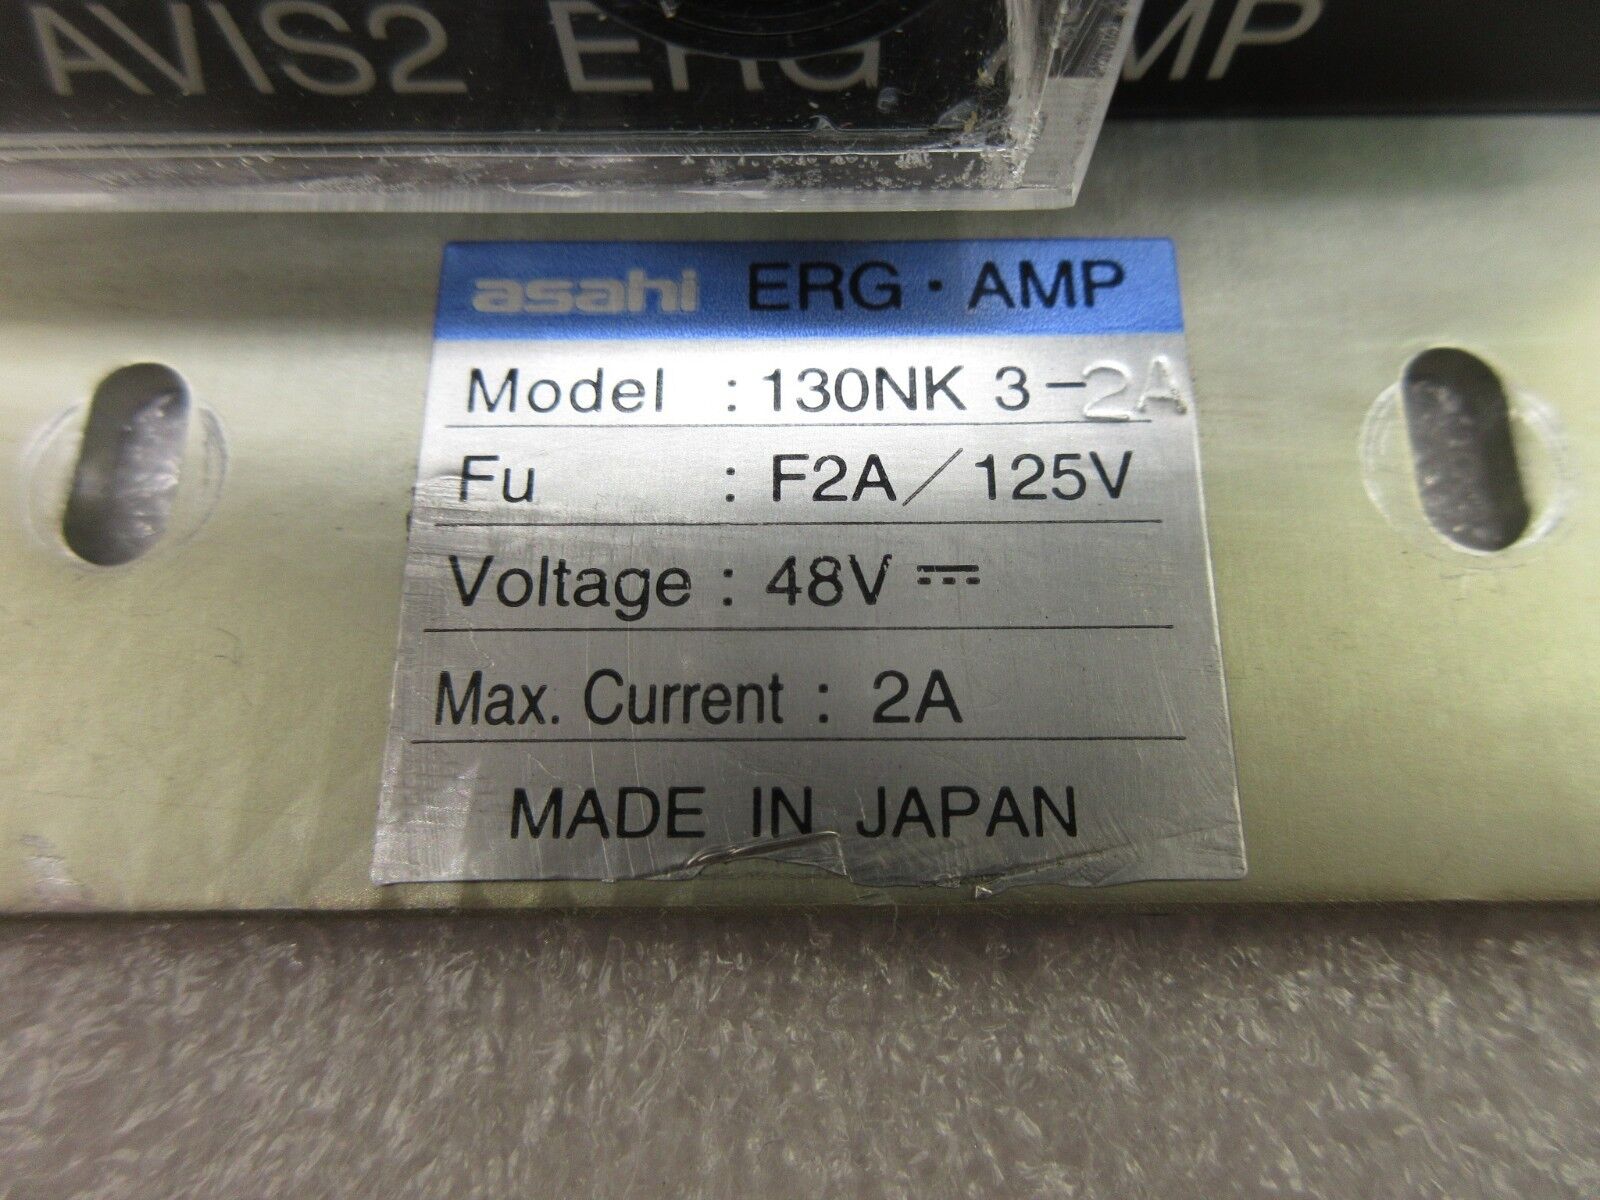 AVIS2 ERG AMP
asahi ERG・AMP
Model : 130NK 3-2A
Fu : F2A/125V
Voltage : 48V ⎓
Max. Current : 2A
MADE IN JAPAN